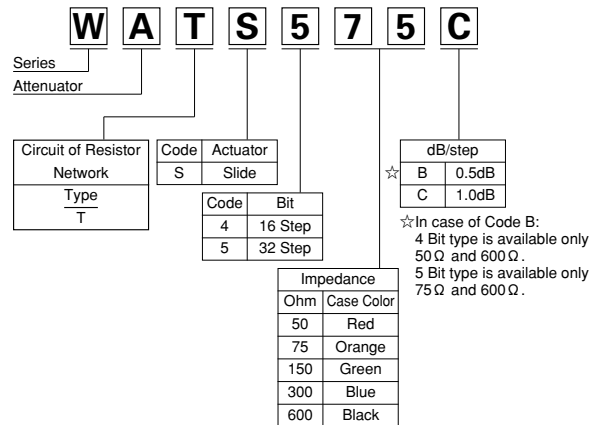 W A T S 5 7 5 C
Series
Attenuator
Circuit of Resistor
Network
Type
T
Code Actuator
S Slide
Code Bit
4 16 Step
5 32 Step
Impedance
Ohm Case Color
50 Red
75 Orange
150 Green
300 Blue
600 Black
dB/step
☆ B 0.5dB
C 1.0dB
☆In case of Code B:
4 Bit type is available only
50Ω and 600Ω.
5 Bit type is available only
75Ω and 600Ω.